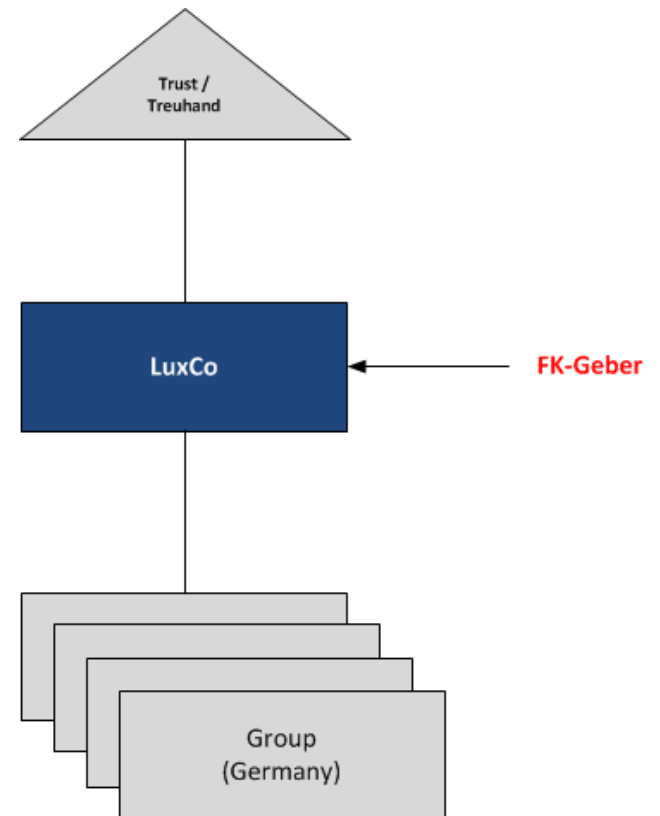 Trust /
Treuhand
LuxCo
FK-Geber
Group
(Germany)